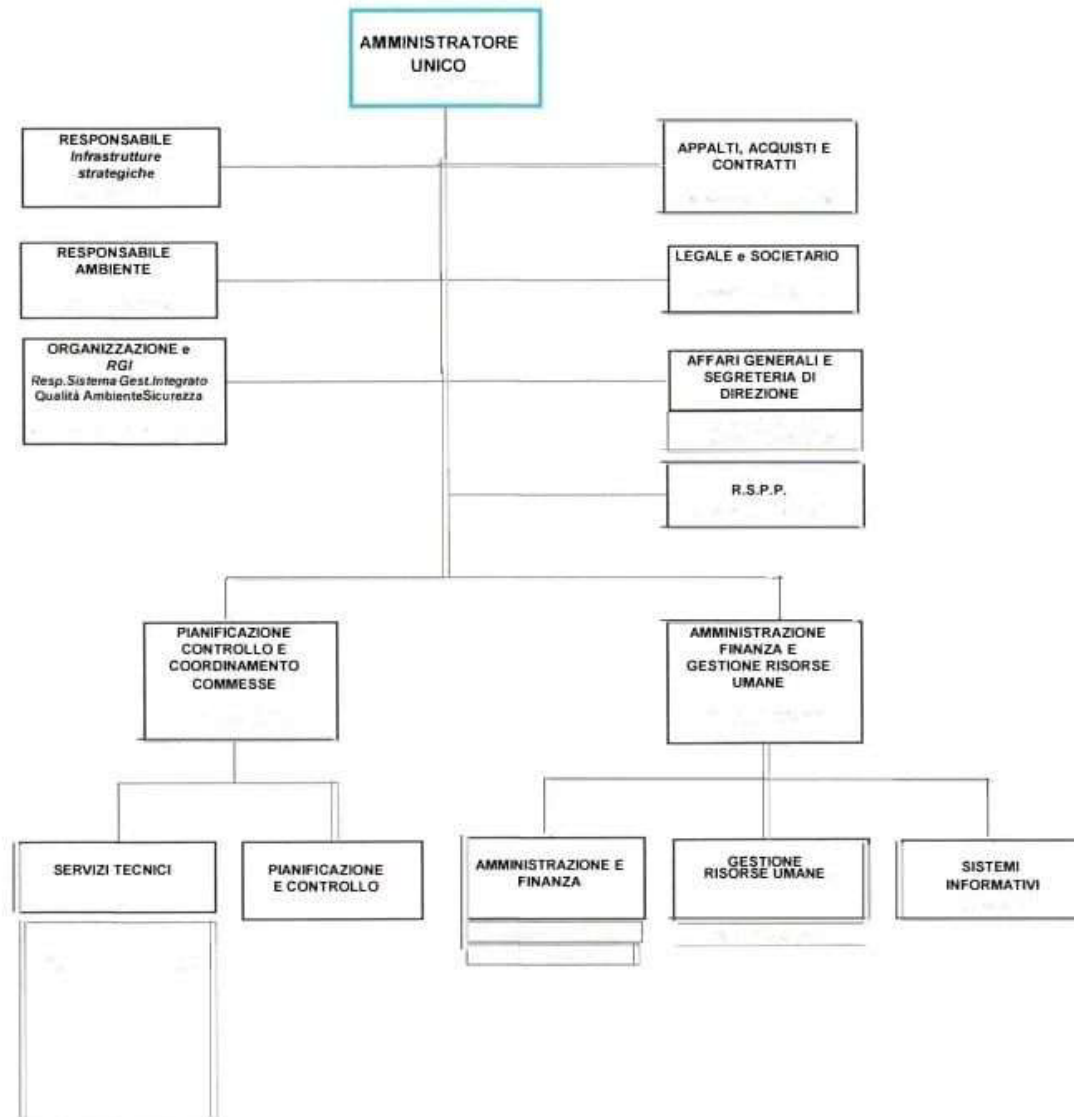 AMMINISTRATORE
UNICO
RESPONSABILE
Infrastrutture
strategiche
APPALTI, ACQUISTI E
CONTRATTI
RESPONSABILE
AMBIENTE
LEGALE e SOCIETARIO
ORGANIZZAZIONE e
RGI
Resp.Sistema Gest.Integrato
Qualità AmbienteSicurezza
AFFARI GENERALI E
SEGRETERIA DI
DIREZIONE
R.S.P.P.
PIANIFICAZIONE
CONTROLLO E
COORDINAMENTO
COMMESSE
AMMINISTRAZIONE
FINANZA E
GESTIONE RISORSE
UMANE
SERVIZI TECNICI
PIANIFICAZIONE
E CONTROLLO
AMMINISTRAZIONE E
FINANZA
GESTIONE
RISORSE UMANE
SISTEMI
INFORMATIVI